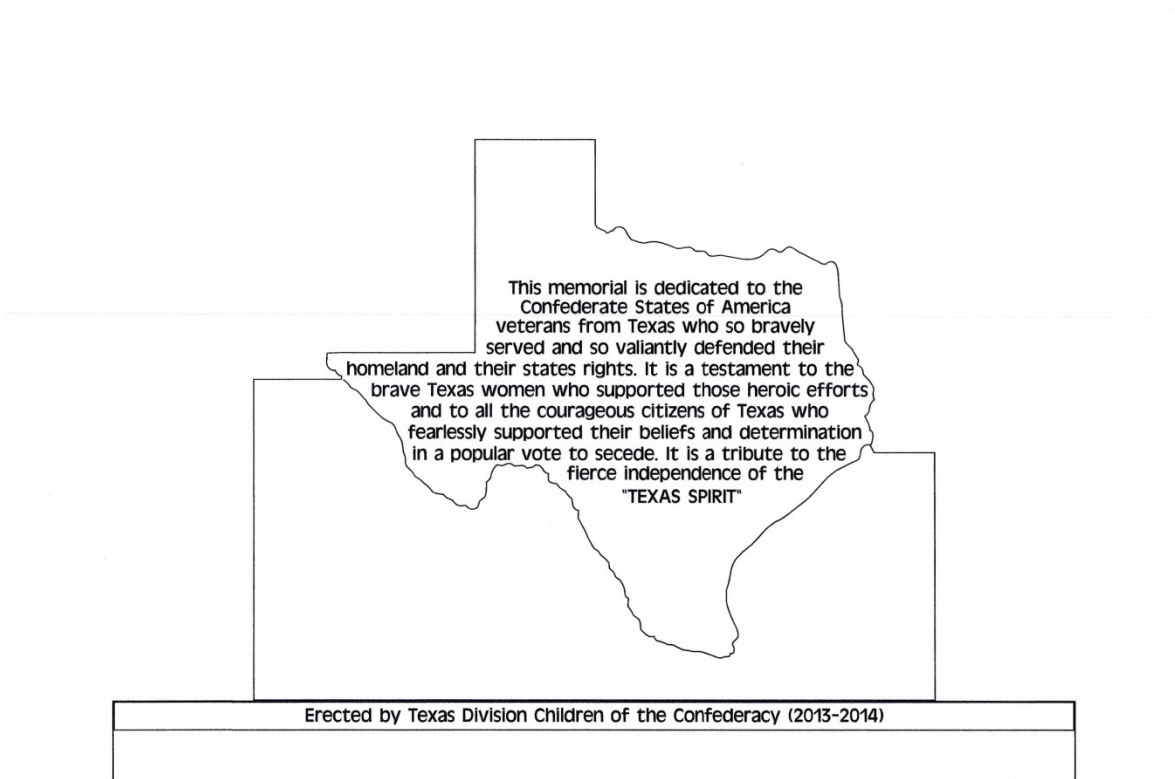 This memorial is dedicated to the
Confederate States of America
veterans from Texas who so bravely
served and so valiantly defended their
homeland and their states rights. It is a testament to the
brave Texas women who supported those heroic efforts
and to all the courageous citizens of Texas who
fearlessly supported their beliefs and determination
in a popular vote to secede. It is a tribute to the
fierce independence of the
"TEXAS SPIRIT"
Erected by Texas Division Children of the Confederacy (2013-2014)